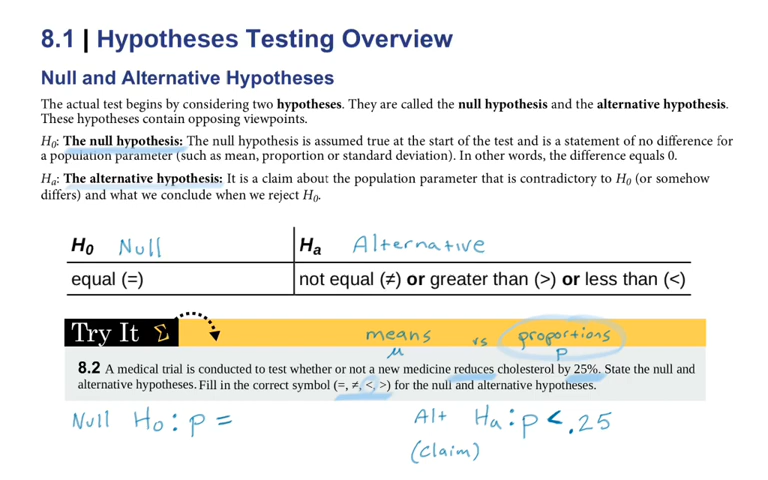 8.1 | Hypotheses Testing Overview
Null and Alternative Hypotheses
The actual test begins by considering two hypotheses. They are called the null hypothesis and the alternative hypothesis.
These hypotheses contain opposing viewpoints.
H₀: The null hypothesis: The null hypothesis is assumed true at the start of the test and is a statement of no difference for
a population parameter (such as mean, proportion or standard deviation). In other words, the difference equals 0.
Hₐ: The alternative hypothesis: It is a claim about the population parameter that is contradictory to H₀ (or somehow
differs) and what we conclude when we reject H₀.
H₀ Null Hₐ Alternative
equal (=) not equal (≠) or greater than (>) or less than (<)
Try It Σ means vs proportions
μ p
8.2 A medical trial is conducted to test whether or not a new medicine reduces cholesterol by 25%. State the null and
alternative hypotheses. Fill in the correct symbol (=, ≠, <, >) for the null and alternative hypotheses.
Null H₀: p = Alt Hₐ: p < .25
(claim)